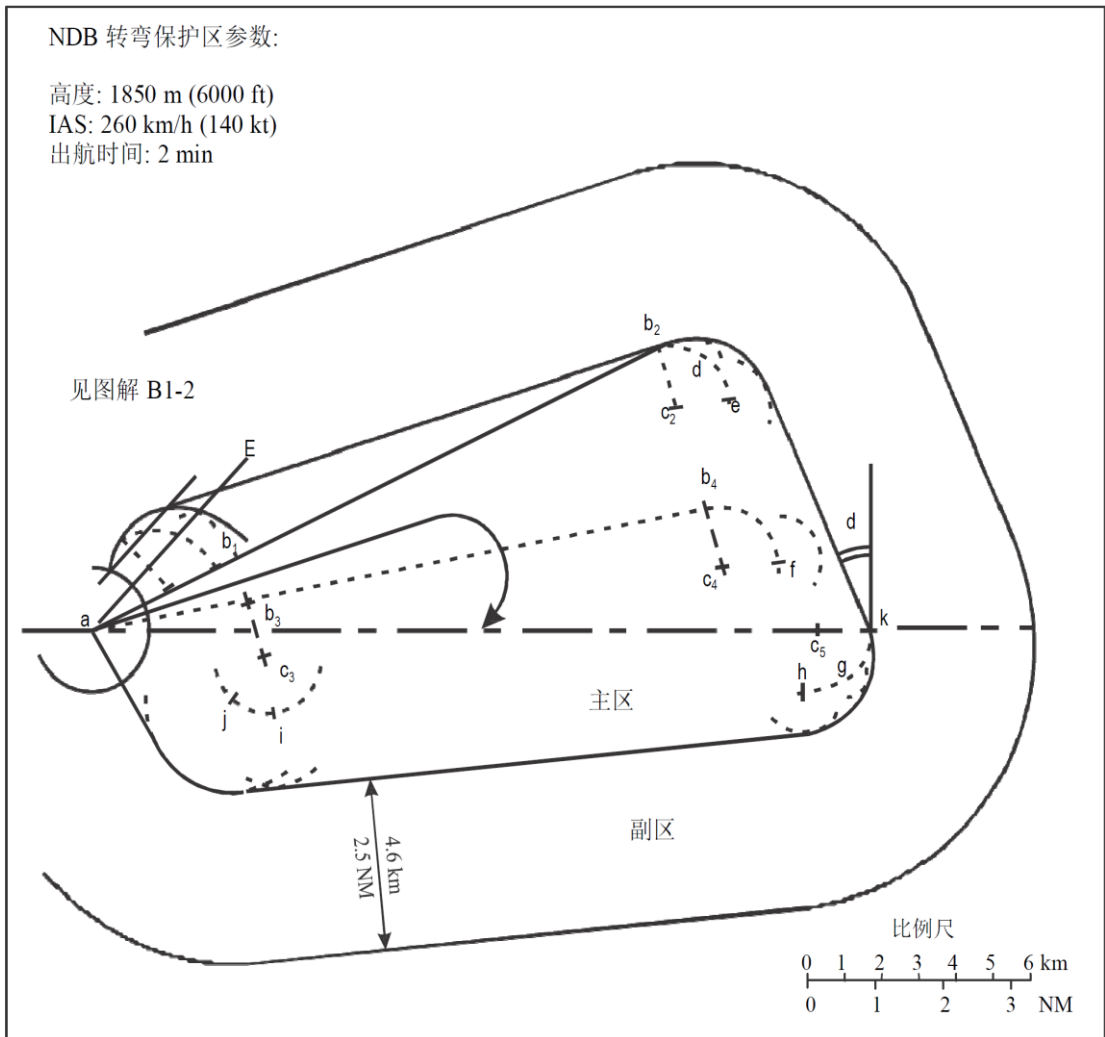 NDB 转弯保护区参数:
高度: 1850 m (6000 ft)
IAS: 260 km/h (140 kt)
出航时间: 2 min
见图解 B1-2
E
a
b1
b2
d
c2
e
b4
c4
f
d
b3
c3
j
i
c5
k
h
g
主区
副区
4.6 km
2.5 NM
比例尺
0 1 2 3 4 5 6 km
0 1 2 3 NM